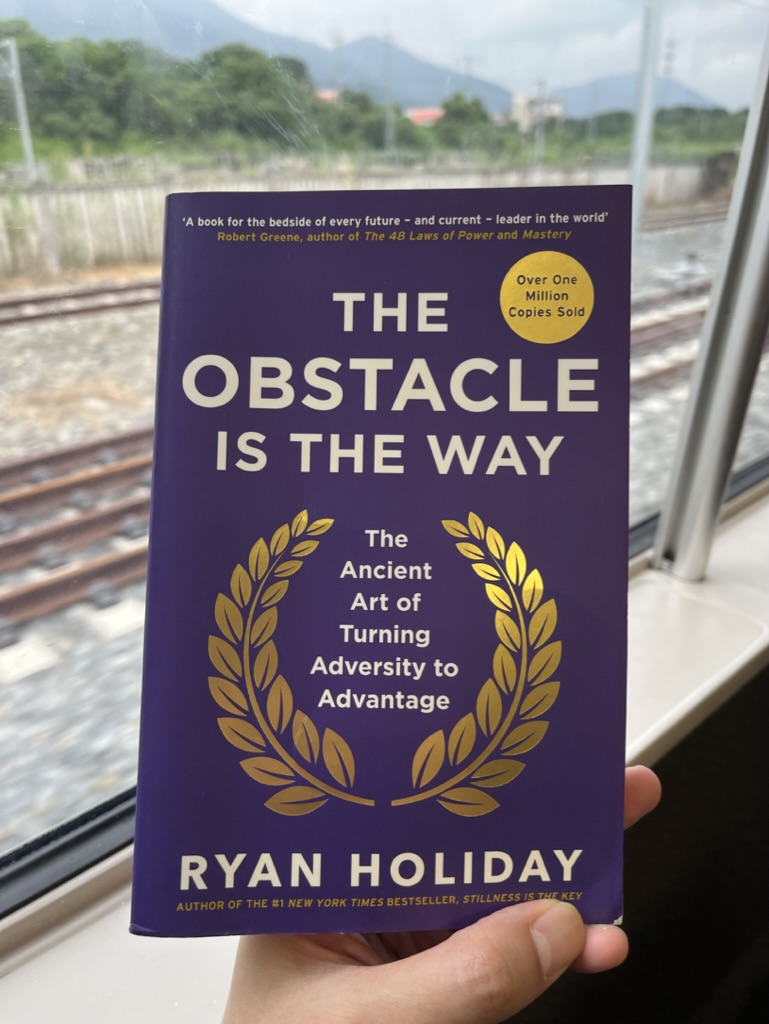 'A book for the bedside of every future – and current – leader in the world'
Robert Greene, author of The 48 Laws of Power and Mastery
Over One
Million
Copies Sold
THE
OBSTACLE
IS THE WAY
The
Ancient
Art of
Turning
Adversity to
Advantage
RYAN HOLIDAY
AUTHOR OF THE #1 NEW YORK TIMES BESTSELLER, STILLNESS IS THE KEY